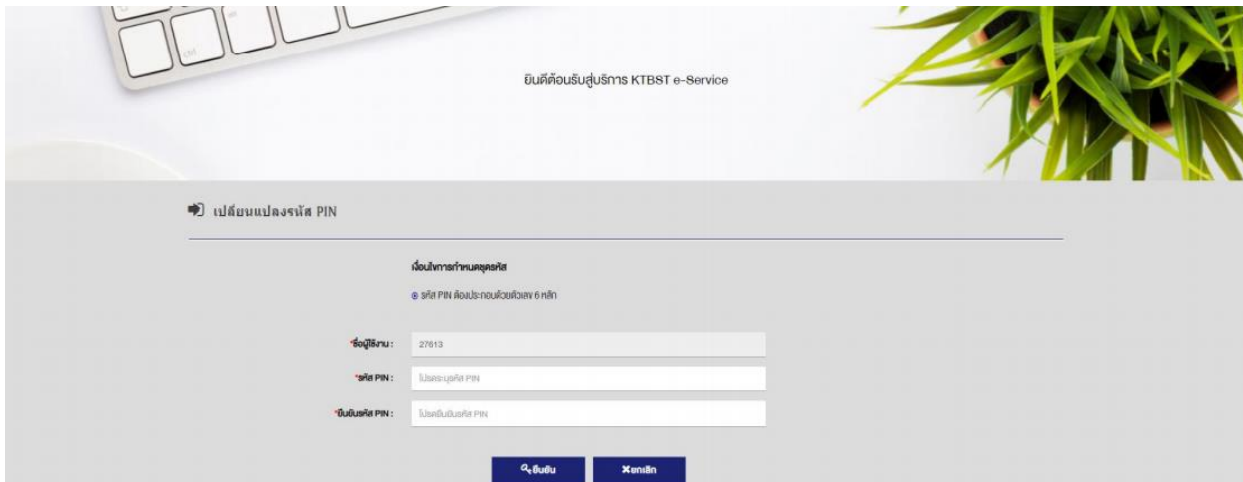 ยินดีต้อนรับสู่บริการ KTBST e-Service
เปลี่ยนแปลงรหัส PIN
เงื่อนไขการกำหนดชุดรหัส
รหัส PIN ต้องประกอบด้วยตัวเลข 6 หลัก
*ชื่อผู้ใช้งาน : 27613
*รหัส PIN : โปรดระบุรหัส PIN
*ยืนยันรหัส PIN : โปรดยืนยันรหัส PIN
ยืนยัน ยกเลิก